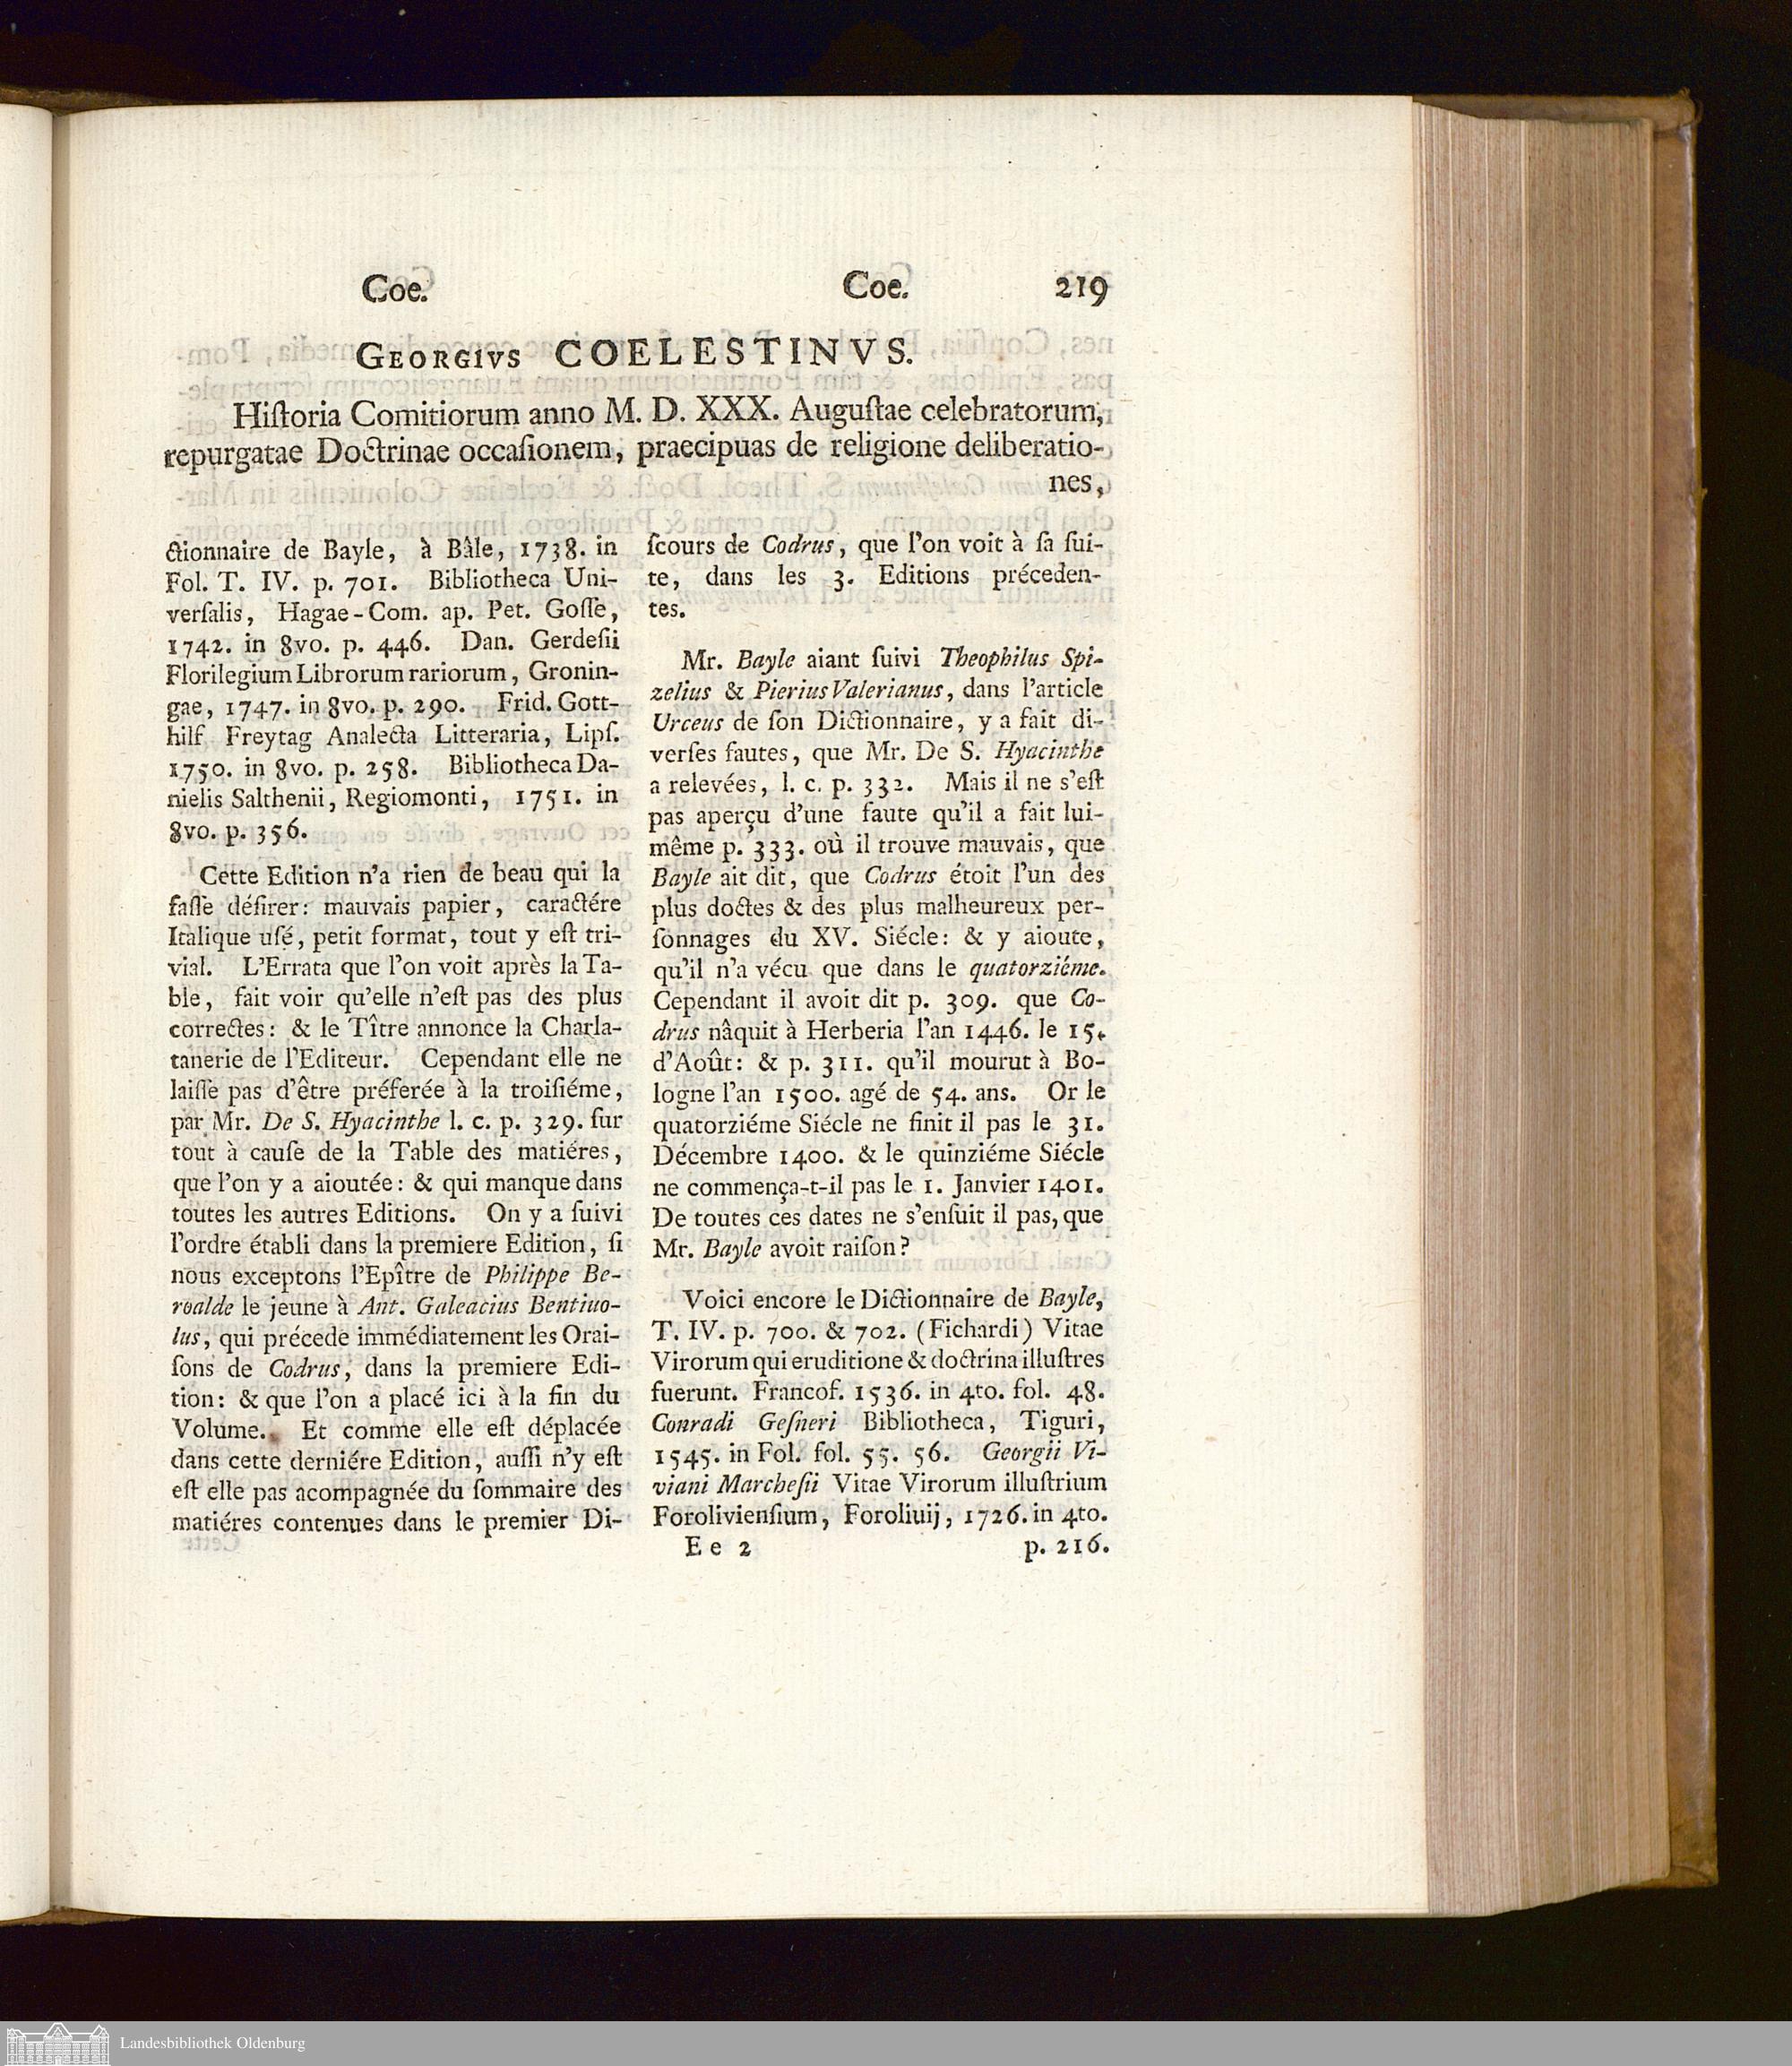 Coe. Coe. 219
GEORGIVS COELESTINVS.
Hiſtoria Comitiorum anno M. D. XXX. Auguſtae celebratorum,
repurgatae Doctrinae occaſionem, praecipuas de religione deliberatio-
nes,
ctionnaire de Bayle, à Bâle, 1738. in
Fol. T. IV. p. 701. Bibliotheca Uni-
verſalis, Hagae-Com. ap. Pet. Goſſe,
1742. in 8vo. p. 446. Dan. Gerdeſii
Florilegium Librorum rariorum, Gronin-
gae, 1747. in 8vo. p. 290. Frid. Gott-
hilf Freytag Analecta Litteraria, Lipſ.
1750. in 8vo. p. 258. Bibliotheca Da-
nielis Salthenii, Regiomonti, 1751. in
8vo. p. 356.
Cette Edition n'a rien de beau qui la
faſſe déſirer: mauvais papier, caractére
Italique uſé, petit format, tout y eſt tri-
vial. L'Errata que l'on voit après la Ta-
ble, fait voir qu'elle n'eſt pas des plus
correctes: & le Tître annonce la Charla-
tanerie de l'Editeur. Cependant elle ne
laiſſe pas d'être préferée à la troiſiéme,
par Mr. De S. Hyacinthe l. c. p. 329. ſur
tout à cauſe de la Table des matiéres,
que l'on y a aioutée: & qui manque dans
toutes les autres Editions. On y a ſuivi
l'ordre établi dans la premiere Edition, ſi
nous exceptons l'Epître de Philippe Be-
roalde le jeune à Ant. Galeacius Bentiuo-
lus, qui précede immédiatement les Orai-
ſons de Codrus, dans la premiere Edi-
tion: & que l'on a placé ici à la fin du
Volume. Et comme elle eſt déplacée
dans cette derniére Edition, auſſi n'y eſt
eſt elle pas acompagnée du ſommaire des
matiéres contenues dans le premier Di-
ſcours de Codrus, que l'on voit à ſa ſui-
te, dans les 3. Editions préceden-
tes.
Mr. Bayle aiant ſuivi Theophilus Spi-
zelius & Pierius Valerianus, dans l'article
Urceus de ſon Dictionnaire, y a fait di-
verſes fautes, que Mr. De S. Hyacinthe
a relevées, l. c. p. 332. Mais il ne s'eſt
pas aperçu d'une faute qu'il a fait lui-
même p. 333. où il trouve mauvais, que
Bayle ait dit, que Codrus étoit l'un des
plus doctes & des plus malheureux per-
ſonnages du XV. Siécle: & y aioute,
qu'il n'a vécu que dans le quatorziéme.
Cependant il avoit dit p. 309. que Co-
drus nâquit à Herberia l'an 1446. le 15.
d'Août: & p. 311. qu'il mourut à Bo-
logne l'an 1500. agé de 54. ans. Or le
quatorziéme Siécle ne finit il pas le 31.
Décembre 1400. & le quinziéme Siécle
ne commença-t-il pas le 1. Janvier 1401.
De toutes ces dates ne s'enſuit il pas, que
Mr. Bayle avoit raiſon?
Voici encore le Dictionnaire de Bayle,
T. IV. p. 700. & 702. (Fichardi) Vitae
Virorum qui eruditione & doctrina illuſtres
fuerunt. Francof. 1536. in 4to. fol. 48.
Conradi Geſneri Bibliotheca, Tiguri,
1545. in Fol. fol. 55. 56. Georgii Vi-
viani Marcheſii Vitae Virorum illuſtrium
Forolivienſium, Foroliuij, 1726. in 4to.
Ee 2 p. 216.
Landesbibliothek Oldenburg